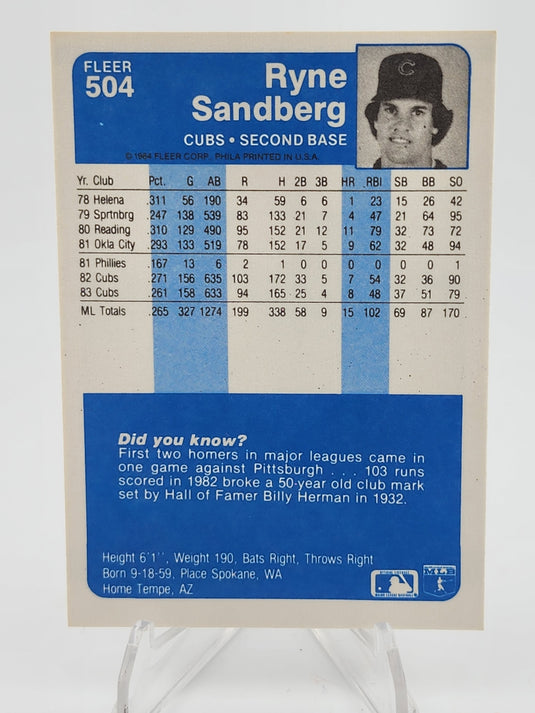 FLEER
504
Ryne
Sandberg
CUBS • SECOND BASE
© 1984 FLEER CORP. PHILA PRINTED IN U.S.A.
C
Yr. Club Pct. G AB R H 2B 3B HR RBI SB BB SO
78 Helena .311 56 190 34 59 6 6 1 23 15 26 42
79 Sprtnbrg .247 138 539 83 133 21 7 4 47 21 64 95
80 Reading .310 129 490 95 152 21 12 11 79 32 73 72
81 Okla City .293 133 519 78 152 17 5 9 62 32 48 94
81 Phillies .167 13 6 2 1 0 0 0 0 0 0 1
82 Cubs .271 156 635 103 172 33 5 7 54 32 36 90
83 Cubs .261 158 633 94 165 25 4 8 48 37 51 79
ML Totals .265 327 1274 199 338 58 9 15 102 69 87 170
Did you know?
First two homers in major leagues came in
one game against Pittsburgh . . . 103 runs
scored in 1982 broke a 50-year old club mark
set by Hall of Famer Billy Herman in 1932.
Height 6'1'', Weight 190, Bats Right, Throws Right
Born 9-18-59, Place Spokane, WA
Home Tempe, AZ